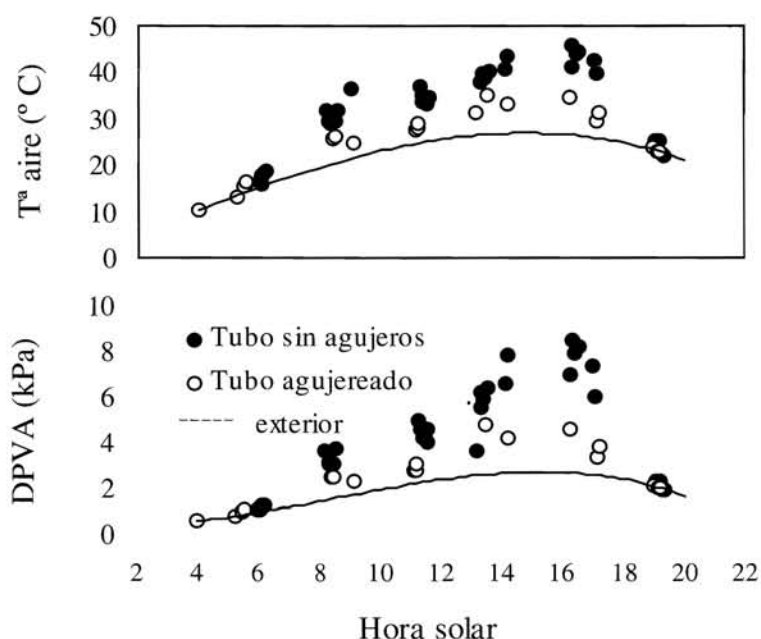 Tª aire (º C)
50
40
30
20
10
0
DPVA (kPa)
10
8
6
4
2
0
Tubo sin agujeros
Tubo agujereado
exterior
2 4 6 8 10 12 14 16 18 20 22
Hora solar